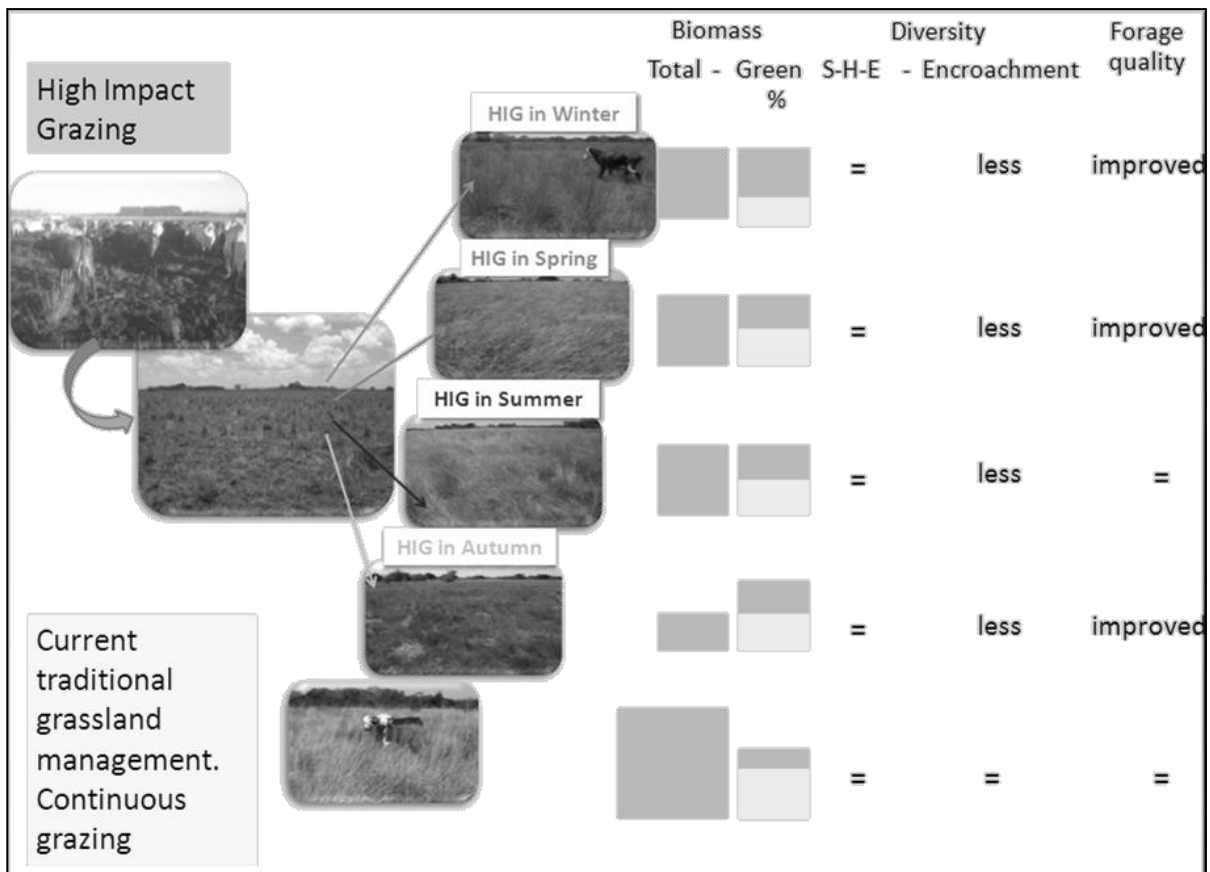 Biomass
Diversity
Forage
quality
Total - Green
%
S-H-E - Encroachment
High Impact
Grazing
HIG in Winter
= less improved
HIG in Spring
= less improved
HIG in Summer
= less =
HIG in Autumn
= less improved
Current
traditional
grassland
management.
Continuous
grazing
= = =